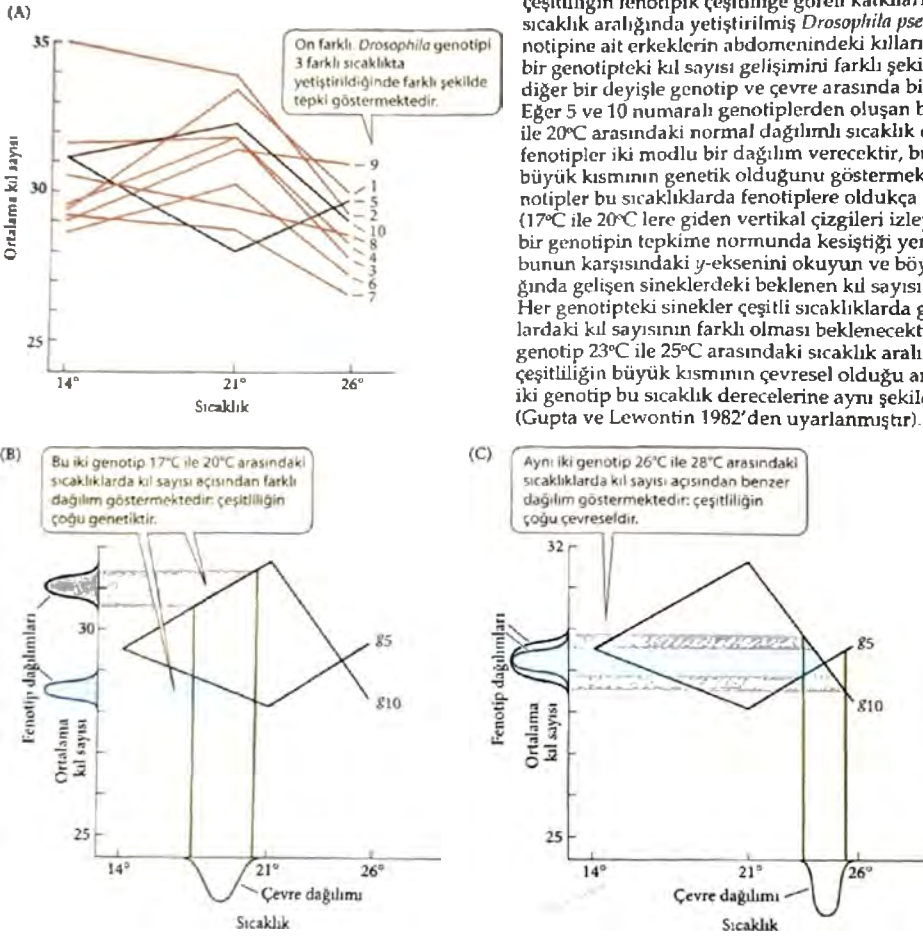 (A)
çeşitliliğin fenotipik çeşitliliğe göreli katkıları
sıcaklık aralığında yetiştirilmiş Drosophila pse
notipine ait erkeklerin abdomenindeki kılları
bir genotipteki kıl sayısı gelişimini farklı şeki
diğer bir deyişle genotip ve çevre arasında bi
Eğer 5 ve 10 numaralı genotiplerden oluşan b
ile 20°C arasındaki normal dağılımlı sıcaklık
fenotipler iki modlu bir dağılım verecektir, bu
büyük kısmının genetik olduğunu göstermek
notipler bu sıcaklıklarda fenotiplere oldukça
(17°C ile 20°C lere giden vertikal çizgileri izley
bir genotipin tepkime normunda kesiştiği yer
bunun karşısındaki y-eksenini okuyun ve böy
ğında gelişen sineklerdeki beklenen kıl sayısı
Her genotipteki sinekler çeşitli sıcaklıklarda g
lardaki kıl sayısının farklı olması beklenecekt
genotip 23°C ile 25°C arasındaki sıcaklık aralı
çeşitliliğin büyük kısmının çevresel olduğu a
iki genotip bu sıcaklık derecelerine aynı şekil
(Gupta ve Lewontin 1982'den uyarlanmıştır).
On farklı Drosophila genotipi
3 farklı sıcaklıkta
yetiştirildiğinde farklı şekilde
tepki göstermektedir.
35
30
25
Ortalama kıl sayısı
9
1
5
2
10
8
4
3
6
7
14° 21° 26°
Sıcaklık
(B)
Bu iki genotip 17°C ile 20°C arasındaki
sıcaklıklarda kıl sayısı açısından farklı
dağılım göstermektedir: çeşitliliğin
çoğu genetiktir.
Fenotip dağılımları
Ortalama
kıl sayısı
30
25
g5
g10
14° 21° 26°
Çevre dağılımı
Sıcaklık
(C)
Aynı iki genotip 26°C ile 28°C arasındaki
sıcaklıklarda kıl sayısı açısından benzer
dağılım göstermektedir: çeşitliliğin
çoğu çevreseldir.
Fenotip dağılımları
Ortalama
kıl sayısı
32
25
g5
g10
14° 21° 26°
Çevre dağılımı
Sıcaklık